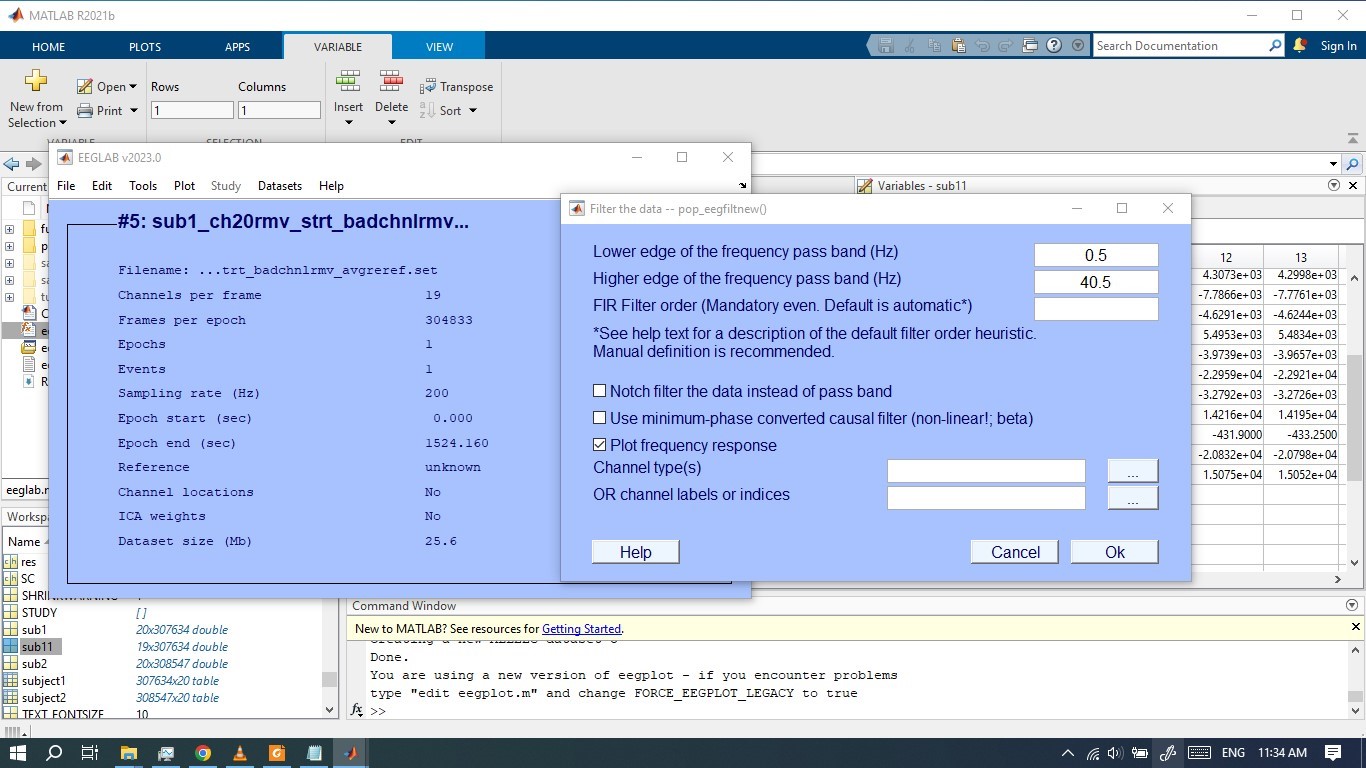 MATLAB R2021b
HOME PLOTS APPS VARIABLE VIEW Search Documentation Sign In
New from
Selection
Open
Print
Rows Columns
1 1
Insert Delete
Transpose
Sort
VARIABLE SELECTION EDIT
EEGLAB v2023.0
Current
Variables - sub11
File Edit Tools Plot Study Datasets Help
#5: sub1_ch20rmv_strt_badchnlrmv...
Filename: ...trt_badchnlrmv_avgreref.set
Channels per frame 19
Frames per epoch 304833
Epochs 1
Events 1
Sampling rate (Hz) 200
Epoch start (sec) 0.000
Epoch end (sec) 1524.160
Reference unknown
Channel locations No
ICA weights No
Dataset size (Mb) 25.6
Filter the data -- pop_eegfiltnew()
Lower edge of the frequency pass band (Hz) 0.5
Higher edge of the frequency pass band (Hz) 40.5
FIR Filter order (Mandatory even. Default is automatic*)
*See help text for a description of the default filter order heuristic.
Manual definition is recommended.
Notch filter the data instead of pass band
Use minimum-phase converted causal filter (non-linear!; beta)
Plot frequency response
Channel type(s) ...
OR channel labels or indices ...
Help Cancel Ok
12 13
4.3073e+03 4.2998e+03
-7.7866e+03 -7.7761e+03
-4.6291e+03 -4.6244e+03
5.4953e+03 5.4834e+03
-3.9739e+03 -3.9657e+03
-2.2959e+04 -2.2921e+04
-3.2792e+03 -3.2726e+03
1.4216e+04 1.4195e+04
-431.9000 -433.2500
-2.0832e+04 -2.0798e+04
1.5075e+04 1.5052e+04
eeglab.r
Workspa
Name
res
SC
SHRINKWARNING
STUDY []
sub1 20x307634 double
sub11 19x307634 double
sub2 20x308547 double
subject1 307634x20 table
subject2 308547x20 table
TEXT_FONTSIZE 10
Command Window
New to MATLAB? See resources for Getting Started.
Done.
You are using a new version of eegplot - if you encounter problems
type "edit eegplot.m" and change FORCE_EEGPLOT_LEGACY to true
fx >>
ENG 11:34 AM